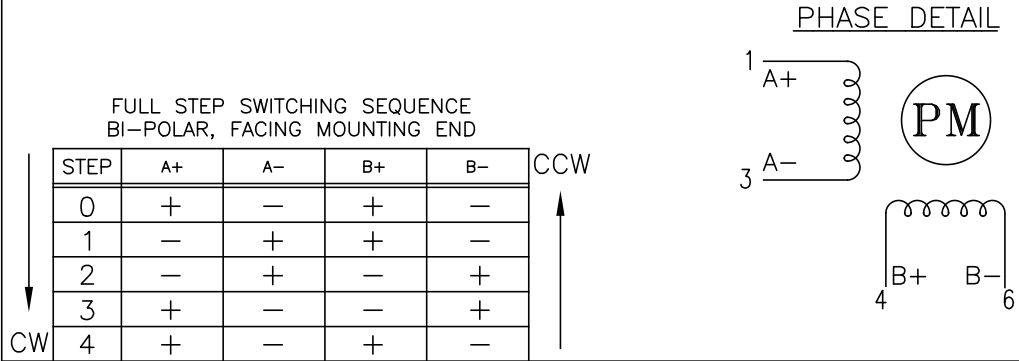 PHASE DETAIL
1
A+
A-
3
PM
B+ B-
4 6
FULL STEP SWITCHING SEQUENCE
BI-POLAR, FACING MOUNTING END
STEP A+ A- B+ B- CCW
0 + - + -
1 - + + -
2 - + - +
3 + - - +
CW 4 + - + -